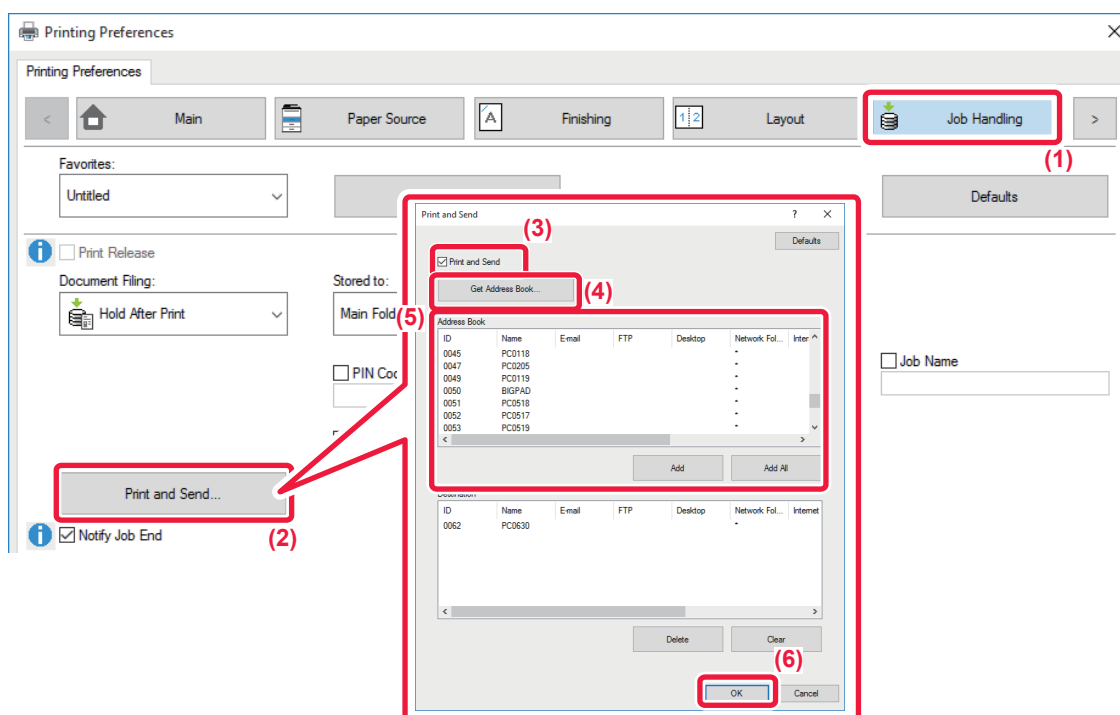 Printing Preferences
Printing Preferences
< Main Paper Source A Finishing 1 2 Layout Job Handling >
(1)
Favorites:
Untitled
Defaults
Print Release
Document Filing:
Hold After Print
Stored to:
Main Fold
PIN Coc
Job Name
Print and Send...
(2)
Notify Job End
Print and Send ? ×
(3)
Defaults
Print and Send
Get Address Book...
(4)
(5)
Address Book
ID Name E-mail FTP Desktop Network Fol... Inter
0045 PC0118 -
0047 PC0205 -
0049 PC0119 -
0050 BIGPAD -
0051 PC0518 -
0052 PC0517 -
0053 PC0519 -
Add Add All
Destination
ID Name E-mail FTP Desktop Network Fol... Internet
0062 PC0630 -
Delete Clear
(6)
OK Cancel